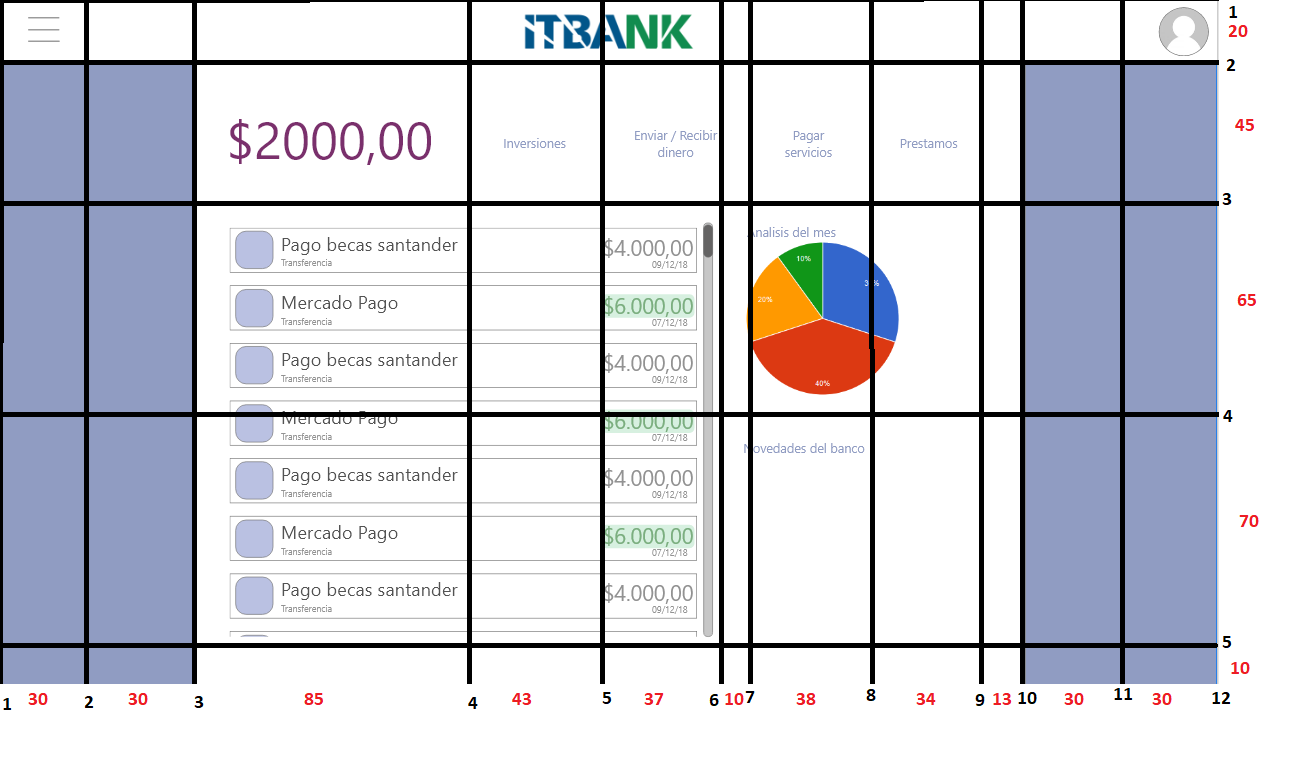 ITBANK
1
20
2
$2000,00
Inversiones
Enviar / Recibir
dinero
Pagar
servicios
Prestamos
45
3
Pago becas santander
Transferencia
$4.000,00
09/12/18
Mercado Pago
Transferencia
$6.000,00
07/12/18
Pago becas santander
Transferencia
$4.000,00
09/12/18
Mercado Pago
Transferencia
$6.000,00
07/12/18
Pago becas santander
Transferencia
$4.000,00
09/12/18
Mercado Pago
Transferencia
$6.000,00
07/12/18
Pago becas santander
Transferencia
$4.000,00
09/12/18
Analisis del mes
10%
20%
40%
65
4
Novedades del banco
70
5
10
1 30 2 30 3 85 4 43 5 37 6 10 7 38 8 34 9 13 10 30 11 30 12